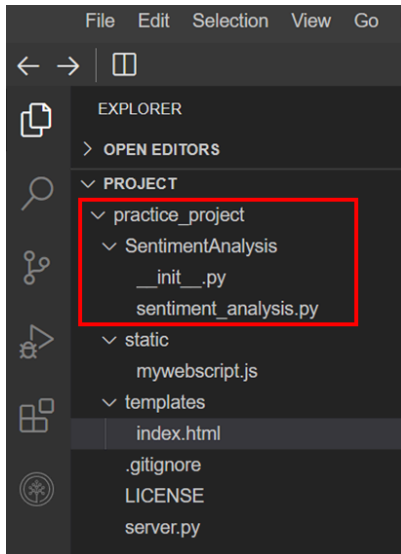 File Edit Selection View Go
EXPLORER
OPEN EDITORS
PROJECT
practice_project
SentimentAnalysis
__init__.py
sentiment_analysis.py
static
mywebscript.js
templates
index.html
.gitignore
LICENSE
server.py